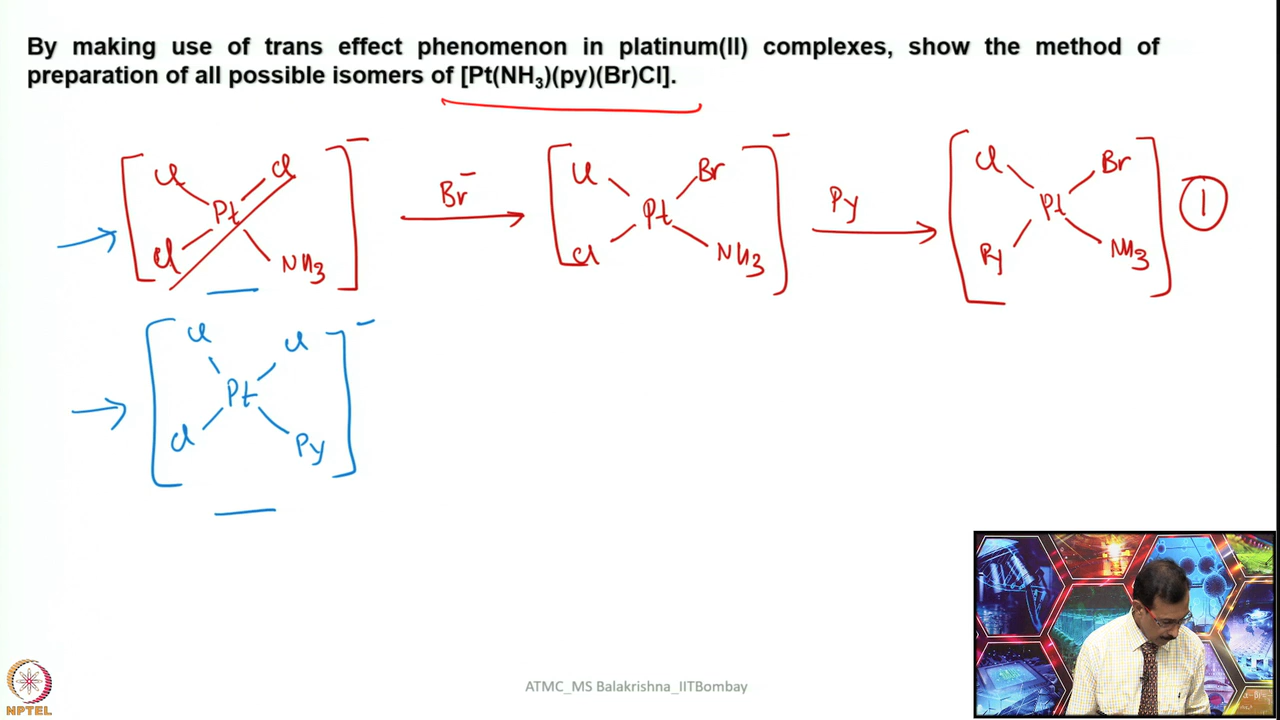 By making use of trans effect phenomenon in platinum(II) complexes, show the method of
preparation of all possible isomers of [Pt(NH₃)(py)(Br)Cl].
[Cl Cl Pt Cl NH₃]⁻ Br⁻ [Cl Br Pt Cl NH₃]⁻ Py [Cl Br Pt Py NH₃] 1
[Cl Cl Pt Cl Py]⁻
ATMC_MS Balakrishna_IITBombay
NPTEL